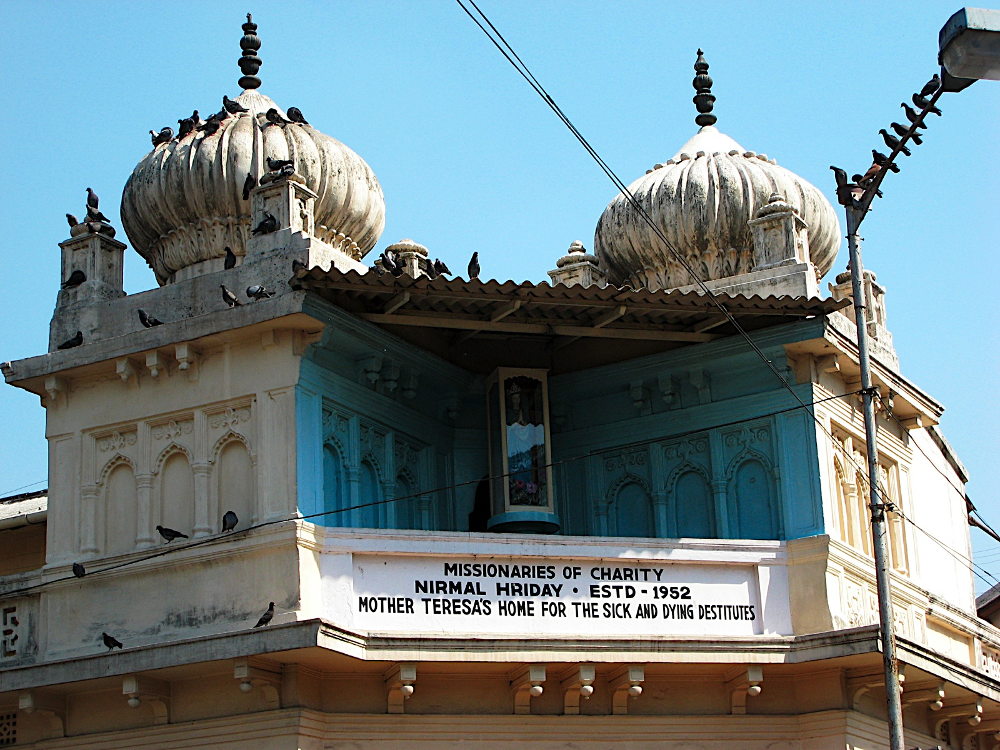 MISSIONARIES OF CHARITY
NIRMAL HRIDAY • ESTD - 1952
MOTHER TERESA'S HOME FOR THE SICK AND DYING DESTITUTES